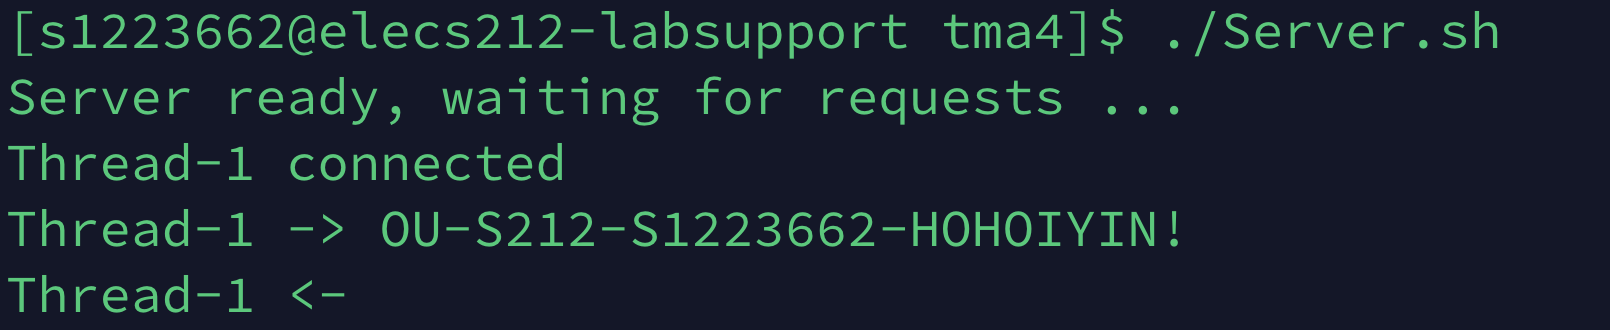 [s1223662@elecs212-labsupport tma4]$ ./Server.sh
Server ready, waiting for requests ...
Thread-1 connected
Thread-1 -> OU-S212-S1223662-HOHOIYIN!
Thread-1 <-